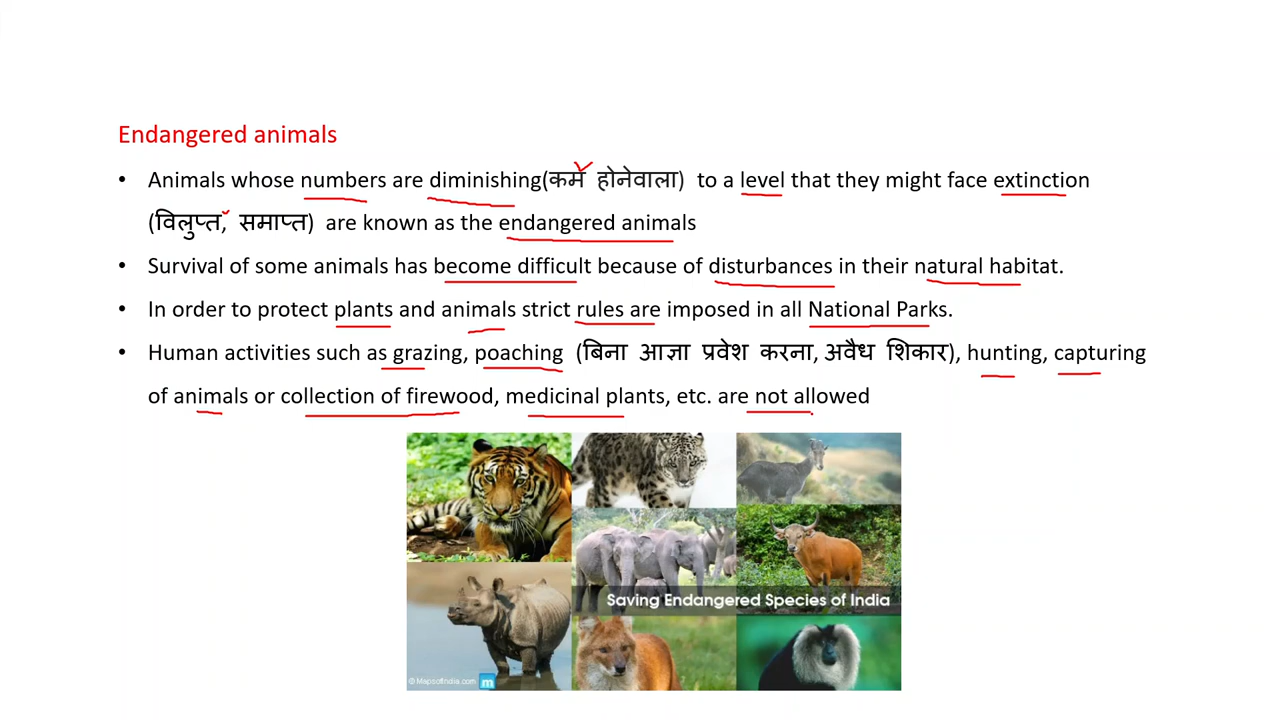 Endangered animals
• Animals whose numbers are diminishing(कम होनेवाला) to a level that they might face extinction
(विलुप्त, समाप्त) are known as the endangered animals
• Survival of some animals has become difficult because of disturbances in their natural habitat.
• In order to protect plants and animals strict rules are imposed in all National Parks.
• Human activities such as grazing, poaching (बिना आज्ञा प्रवेश करना, अवैध शिकार), hunting, capturing
of animals or collection of firewood, medicinal plants, etc. are not allowed
Saving Endangered Species of India
© MapsofIndia.com m